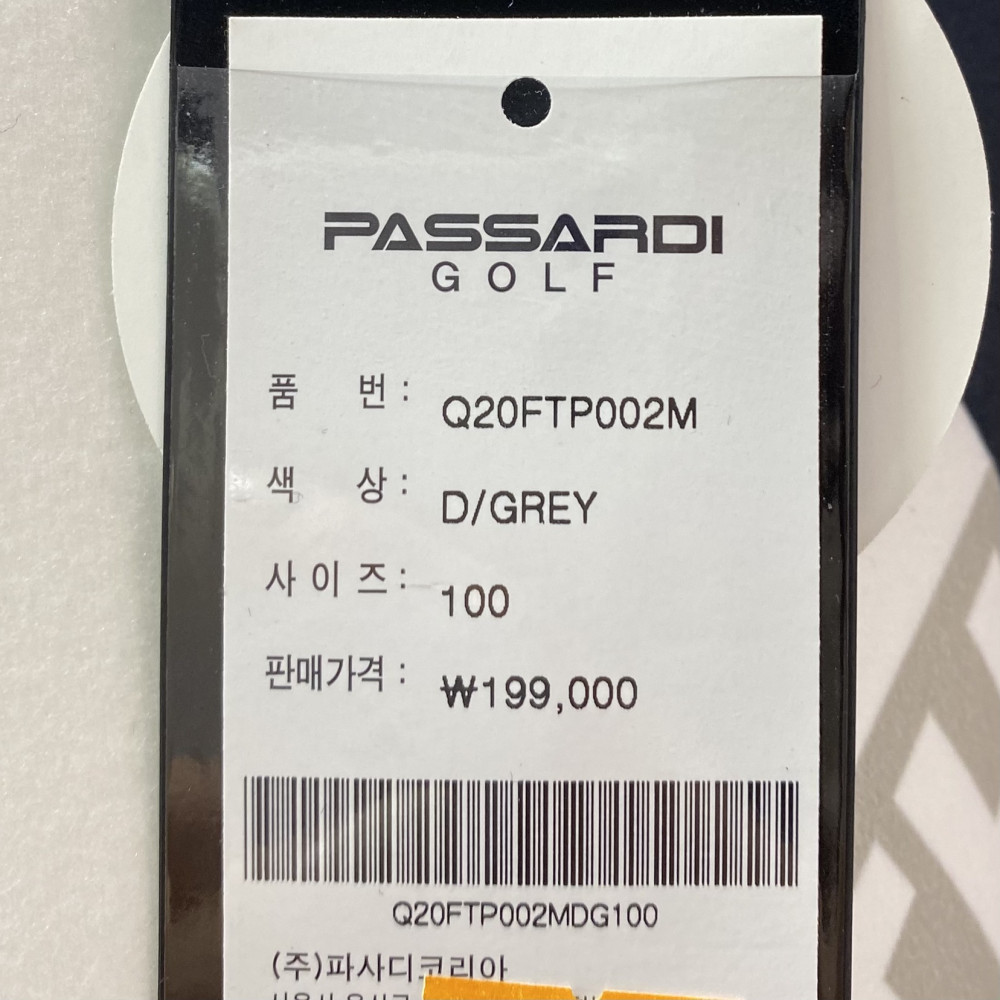 PASSARDI
GOLF
품 번 : Q20FTP002M
색 상 : D/GREY
사 이 즈 : 100
판매가격 : ₩199,000
Q20FTP002MDG100
(주)파사디코리아